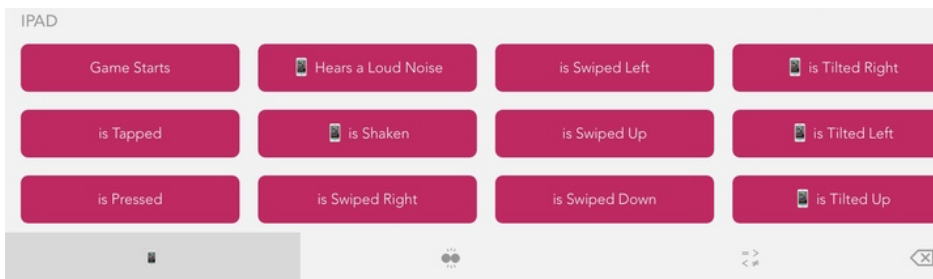 IPAD
Game Starts
Hears a Loud Noise
is Swiped Left
is Tilted Right
is Tapped
is Shaken
is Swiped Up
is Tilted Left
is Pressed
is Swiped Right
is Swiped Down
is Tilted Up
= >
< ≠